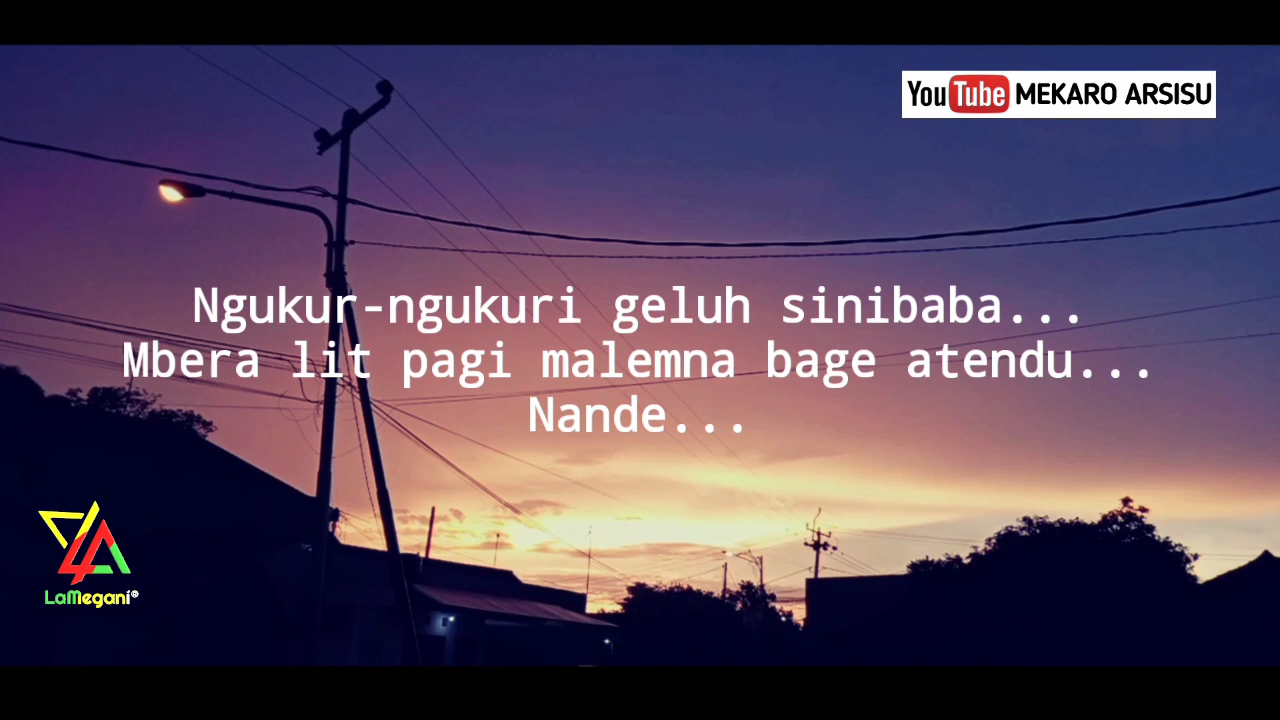 YouTube MEKARO ARSISU
Ngukur-ngukuri geluh sinibaba...
Mbera lit pagi malemna bage atendu...
Nande...
LaMegani®